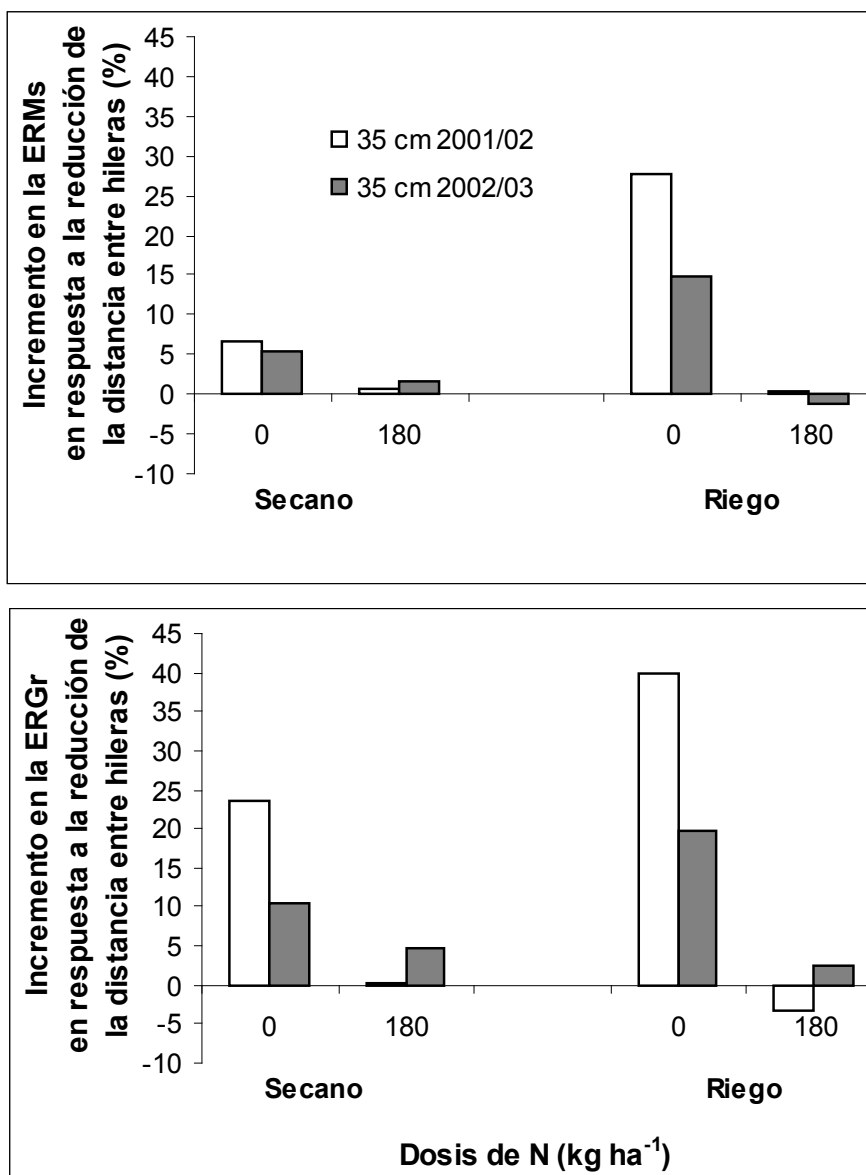 Incremento en la ERMs
en respuesta a la reducción de
la distancia entre hileras (%)
45
40
35
30
25
20
15
10
5
0
-5
-10
35 cm 2001/02
35 cm 2002/03
0
180
0
180
Secano
Riego
Incremento en la ERGr
en respuesta a la reducción de
la distancia entre hileras (%)
45
40
35
30
25
20
15
10
5
0
-5
-10
0
180
0
180
Secano
Riego
Dosis de N (kg ha⁻¹)